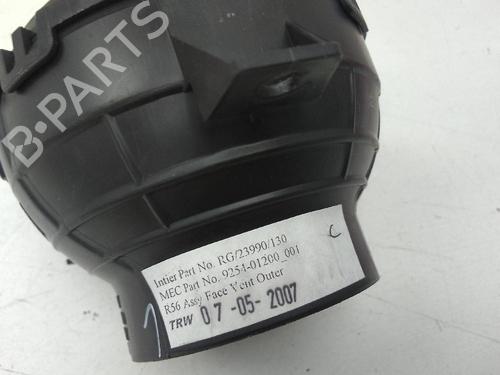 B-PARTS
Intier Part No. RG/23990/130
MEC Part No. 9254-01200_001
R56 Assy Face Vent Outer
TRW 07-05-2007
C